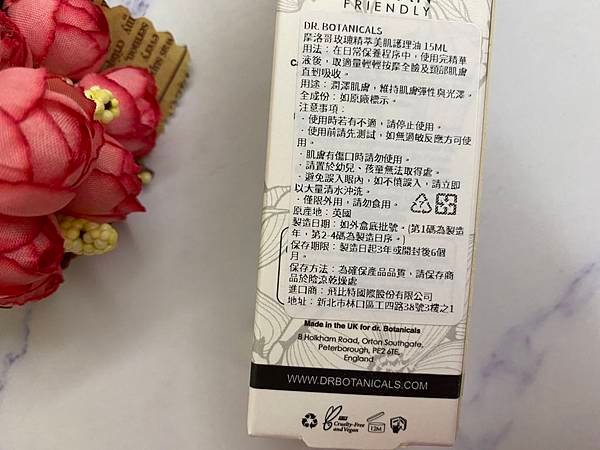 FRIENDLY
DR. BOTANICALS
摩洛哥玫瑰精萃美肌護理油 15ML
用法：在日常保養程序中，使用完精華
液後，取適量輕輕按摩全臉及頸部肌膚
直到吸收。
用途：潤澤肌膚，維持肌膚彈性與光澤。
全成份：如原廠標示。
注意事項：
．使用時若有不適，請停止使用。
．使用前請先測試，如無過敏反應方可使
用。
．肌膚有傷口時請勿使用。
．請置於幼兒、孩童無法取得處。
．避免誤入眼內，如不慎誤入，請立即
以大量清水沖洗。
．僅限外用，請勿食用。
原產地：英國
製造日期：如外盒底批號。(第1碼為製造
年，第2-4碼為製造日序。)
保存期限：製造日起3年或開封後6個
月。
保存方法：為確保產品品質，請保存商
品於陰涼乾燥處
進口商：飛比特國際股份有限公司
地址：新北市林口區工四路38號3樓之1
Made in the UK for dr. Botanicals
8 Holkham Road, Orton Southgate,
Peterborough, PE2 6TE,
England
WWW.DRBOTANICALS.COM
Cruelty-Free
and Vegan
12M